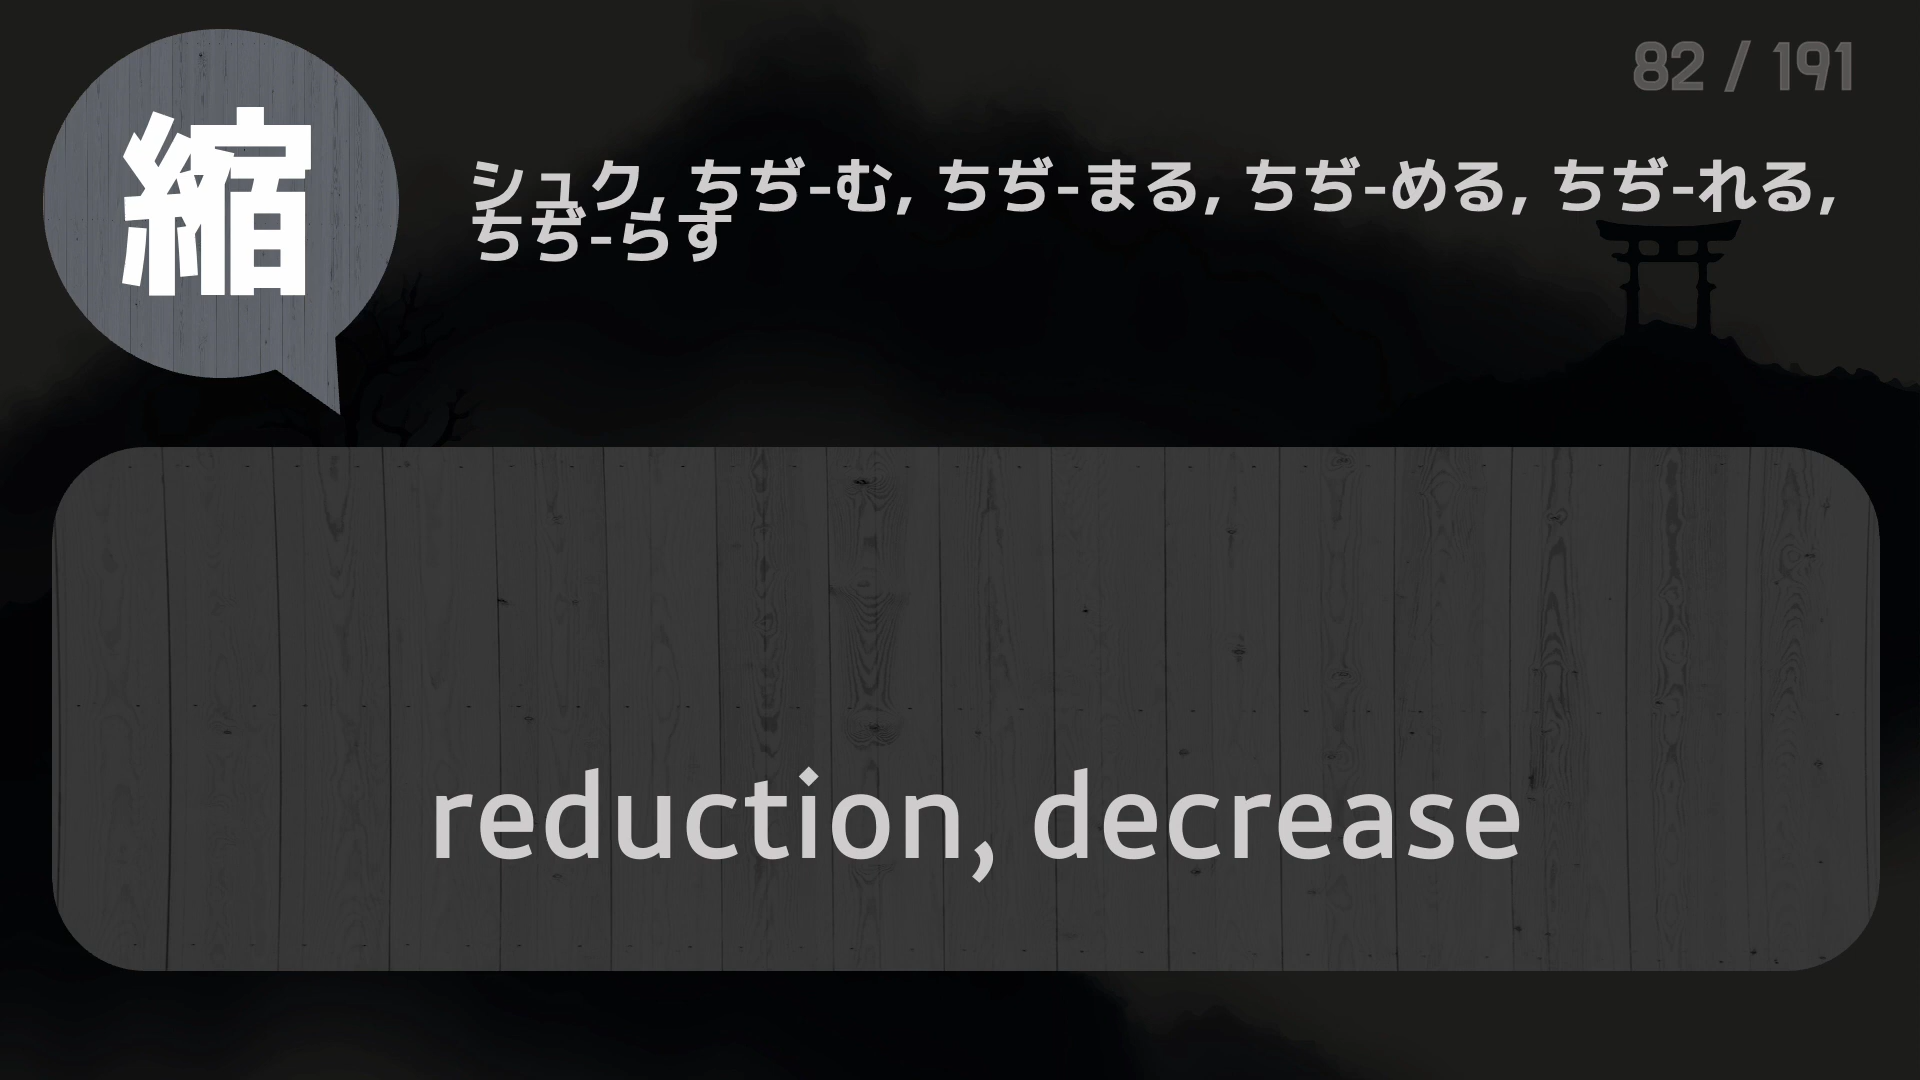 82 / 191
縮
シュク, ちぢ-む, ちぢ-まる, ちぢ-める, ちぢ-れる,
ちぢ-らす
reduction, decrease